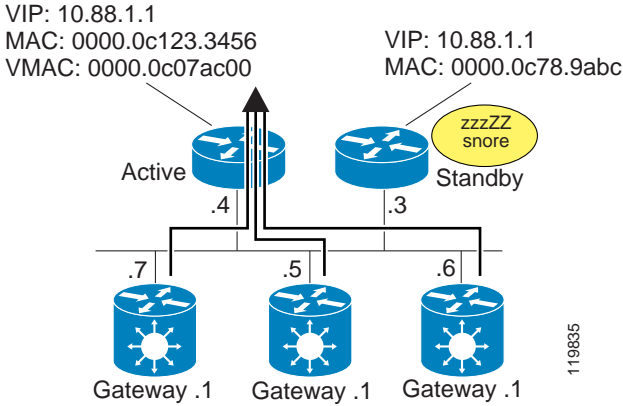 VIP: 10.88.1.1
MAC: 0000.0c123.3456
VMAC: 0000.0c07ac00
VIP: 10.88.1.1
MAC: 0000.0c78.9abc
zzzZZ
snore
Active
Standby
.4
.3
.7
.5
.6
Gateway .1
Gateway .1
Gateway .1
119835